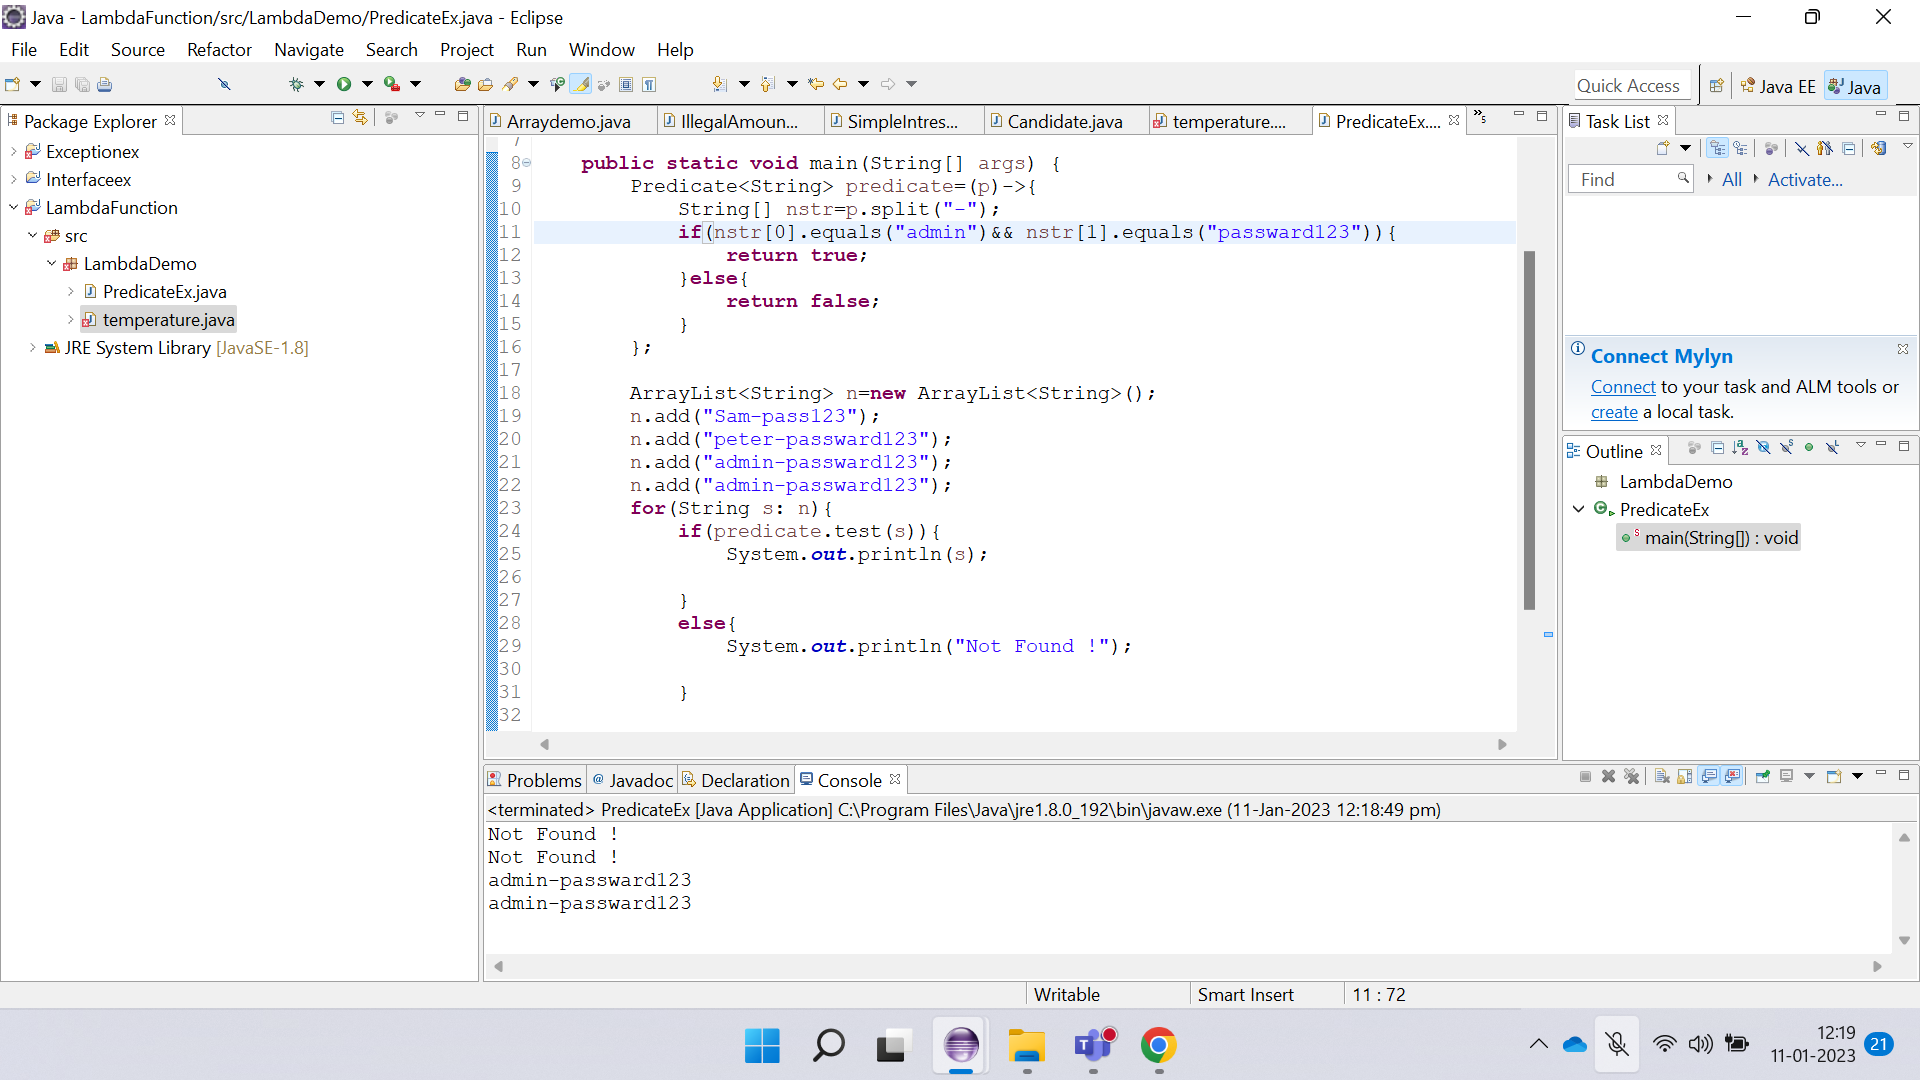 Java - LambdaFunction/src/LambdaDemo/PredicateEx.java - Eclipse
File Edit Source Refactor Navigate Search Project Run Window Help
Quick Access Java EE Java
Package Explorer
Exceptionex
Interfaceex
LambdaFunction
src
LambdaDemo
PredicateEx.java
temperature.java
JRE System Library [JavaSE-1.8]
Arraydemo.java IllegalAmoun... SimpleIntres... Candidate.java temperature.... PredicateEx.... »5
7
8 public static void main(String[] args) {
9 Predicate<String> predicate=(p)->{
10 String[] nstr=p.split("-");
11 if(nstr[0].equals("admin")&& nstr[1].equals("passward123")){
12 return true;
13 }else{
14 return false;
15 }
16 };
17
18 ArrayList<String> n=new ArrayList<String>();
19 n.add("Sam-pass123");
20 n.add("peter-passward123");
21 n.add("admin-passward123");
22 n.add("admin-passward123");
23 for(String s: n){
24 if(predicate.test(s)){
25 System.out.println(s);
26
27 }
28 else{
29 System.out.println("Not Found !");
30
31 }
32
Task List
Find All Activate...
Connect Mylyn
Connect to your task and ALM tools or
create a local task.
Outline
LambdaDemo
PredicateEx
main(String[]) : void
Problems @ Javadoc Declaration Console
<terminated> PredicateEx [Java Application] C:\Program Files\Java\jre1.8.0_192\bin\javaw.exe (11-Jan-2023 12:18:49 pm)
Not Found !
Not Found !
admin-passward123
admin-passward123
Writable Smart Insert 11 : 72
12:19
11-01-2023 21